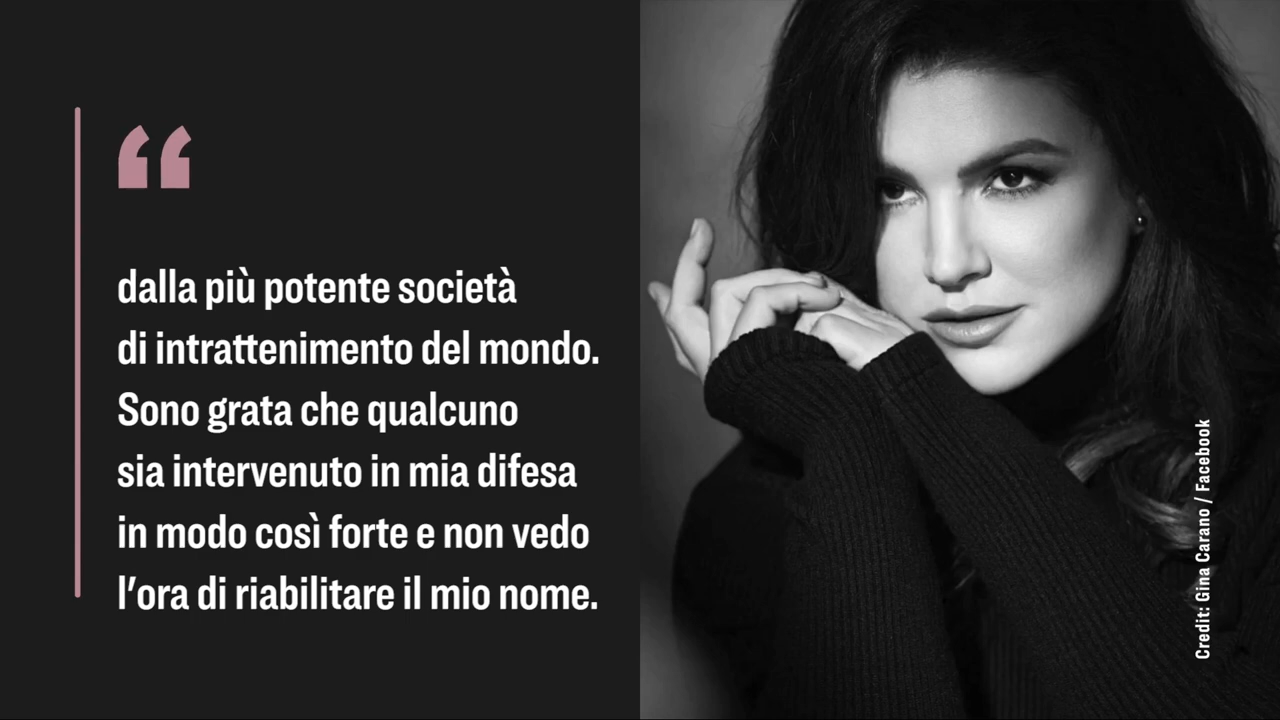 “
dalla più potente società
di intrattenimento del mondo.
Sono grata che qualcuno
sia intervenuto in mia difesa
in modo così forte e non vedo
l’ora di riabilitare il mio nome.
Credit: Gina Carano / Facebook